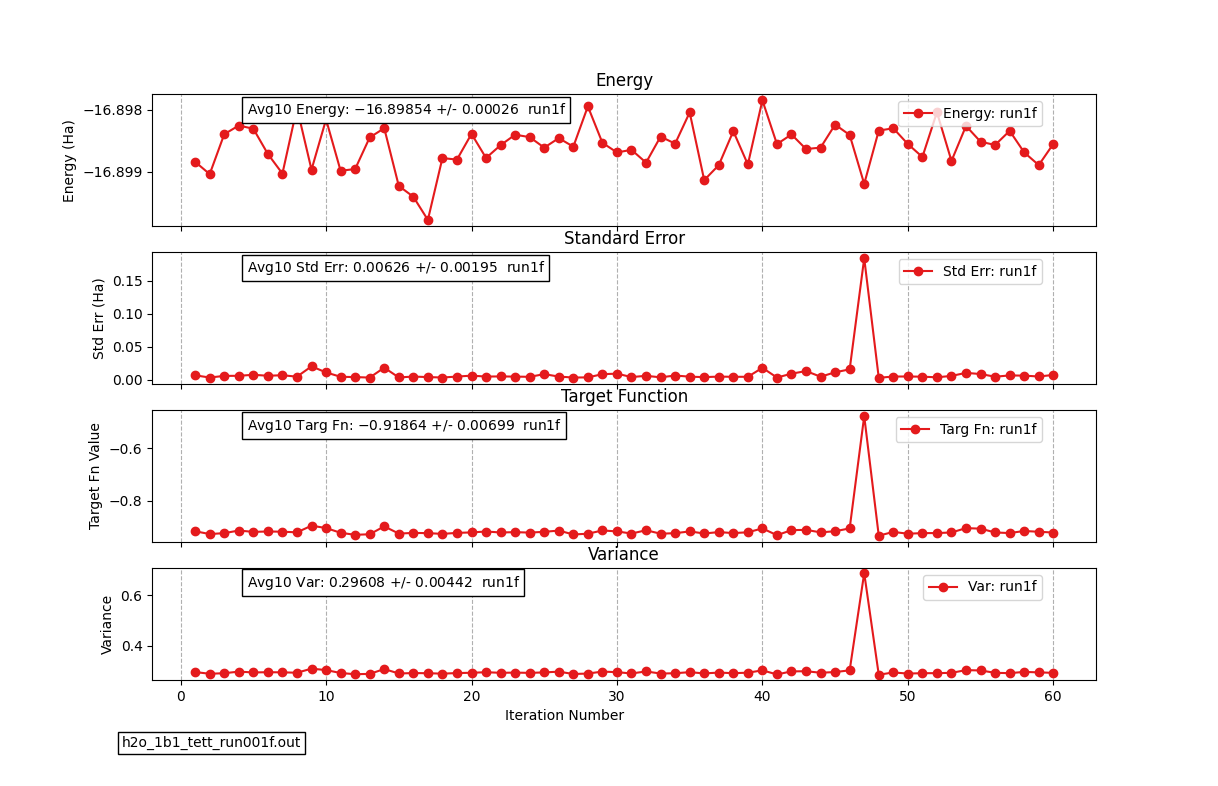 Energy
Avg10 Energy: −16.89854 +/- 0.00026  run1f
Energy: run1f
−16.898
−16.899
Energy (Ha)
Standard Error
Avg10 Std Err: 0.00626 +/- 0.00195  run1f
Std Err: run1f
0.15
0.10
0.05
0.00
Std Err (Ha)
Target Function
Avg10 Targ Fn: −0.91864 +/- 0.00699  run1f
Targ Fn: run1f
−0.6
−0.8
Target Fn Value
Variance
Avg10 Var: 0.29608 +/- 0.00442  run1f
Var: run1f
0.6
0.4
Variance
0 10 20 30 40 50 60
Iteration Number
h2o_1b1_tett_run001f.out